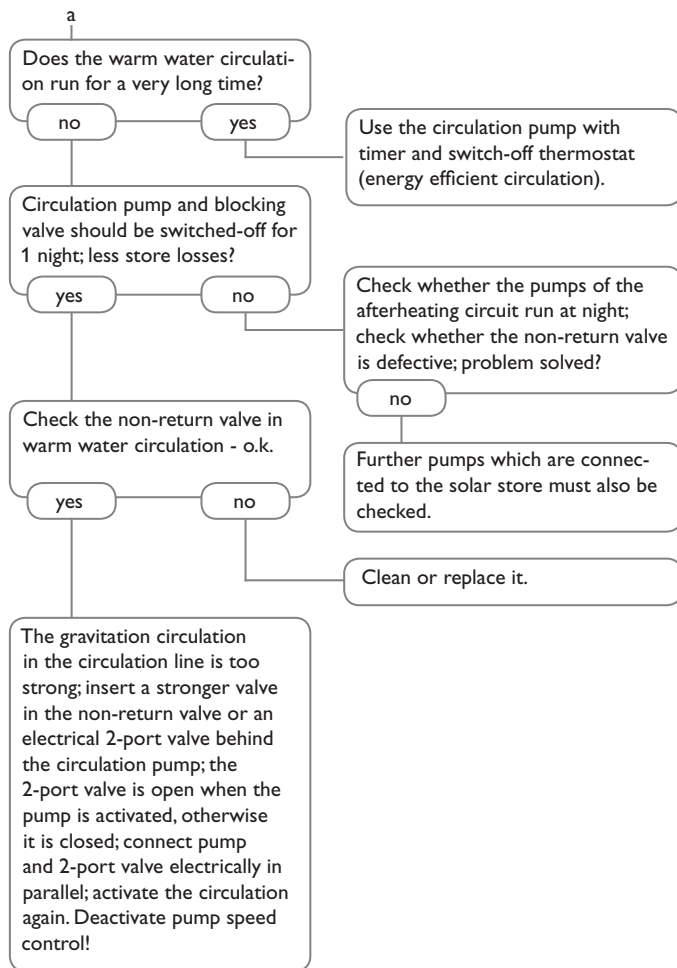 a
Does the warm water circulati-
on run for a very long time?
no
yes
Use the circulation pump with
timer and switch-off thermostat
(energy efficient circulation).
Circulation pump and blocking
valve should be switched-off for
1 night; less store losses?
yes
no
Check whether the pumps of the
afterheating circuit run at night;
check whether the non-return valve
is defective; problem solved?
no
Further pumps which are connec-
ted to the solar store must also be
checked.
Check the non-return valve in
warm water circulation - o.k.
yes
no
Clean or replace it.
The gravitation circulation
in the circulation line is too
strong; insert a stronger valve
in the non-return valve or an
electrical 2-port valve behind
the circulation pump; the
2-port valve is open when the
pump is activated, otherwise
it is closed; connect pump
and 2-port valve electrically in
parallel; activate the circulation
again. Deactivate pump speed
control!